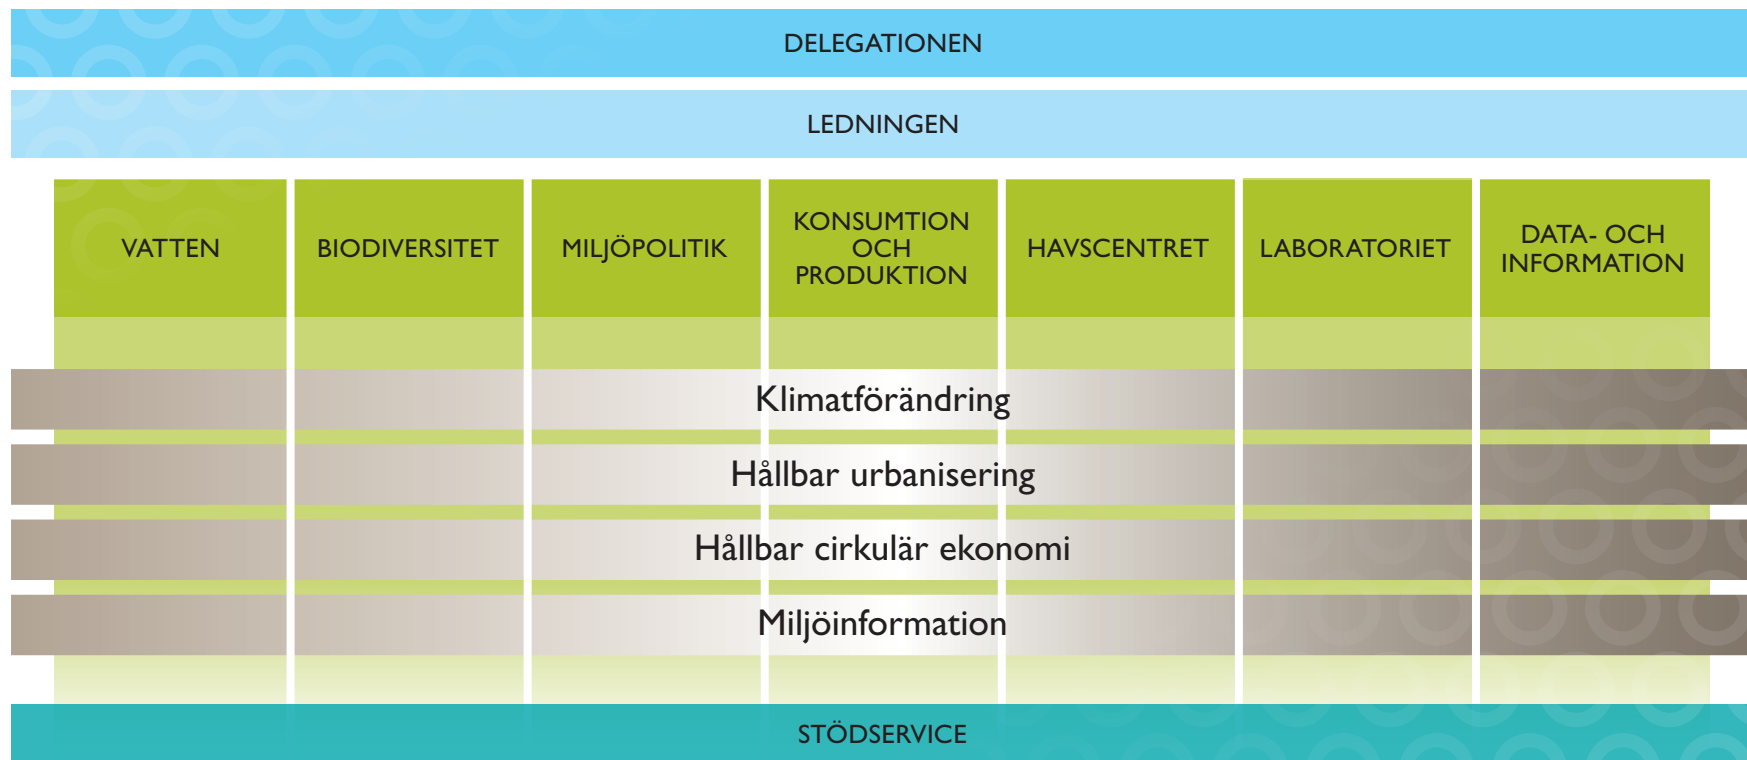 DELEGATIONEN
LEDNINGEN
VATTEN
BIODIVERSITET
MILJÖPOLITIK
KONSUMTION
OCH
PRODUKTION
HAVSCENTRET
LABORATORIET
DATA- OCH
INFORMATION
Klimatförändring
Hållbar urbanisering
Hållbar cirkulär ekonomi
Miljöinformation
STÖDSERVICE